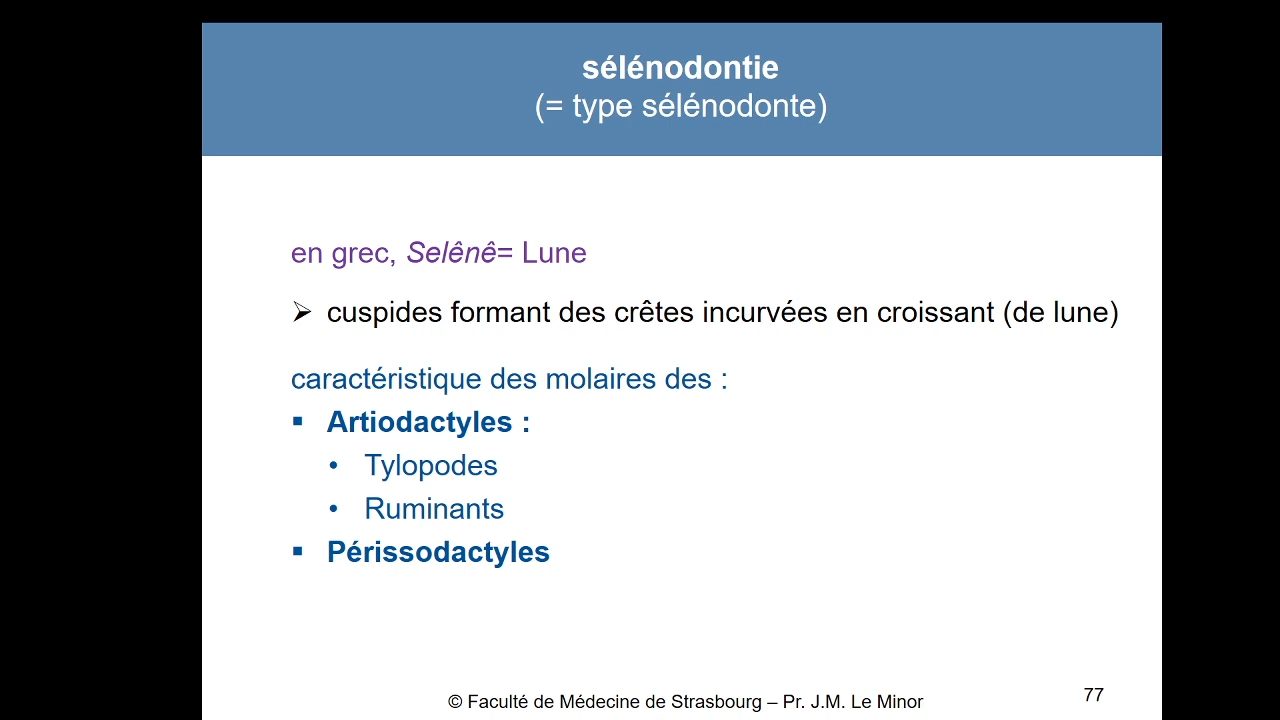 sélénodontie
(= type sélénodonte)
en grec, Selênê= Lune
➢ cuspides formant des crêtes incurvées en croissant (de lune)
caractéristique des molaires des :
▪ Artiodactyles :
• Tylopodes
• Ruminants
▪ Périssodactyles
© Faculté de Médecine de Strasbourg – Pr. J.M. Le Minor
77